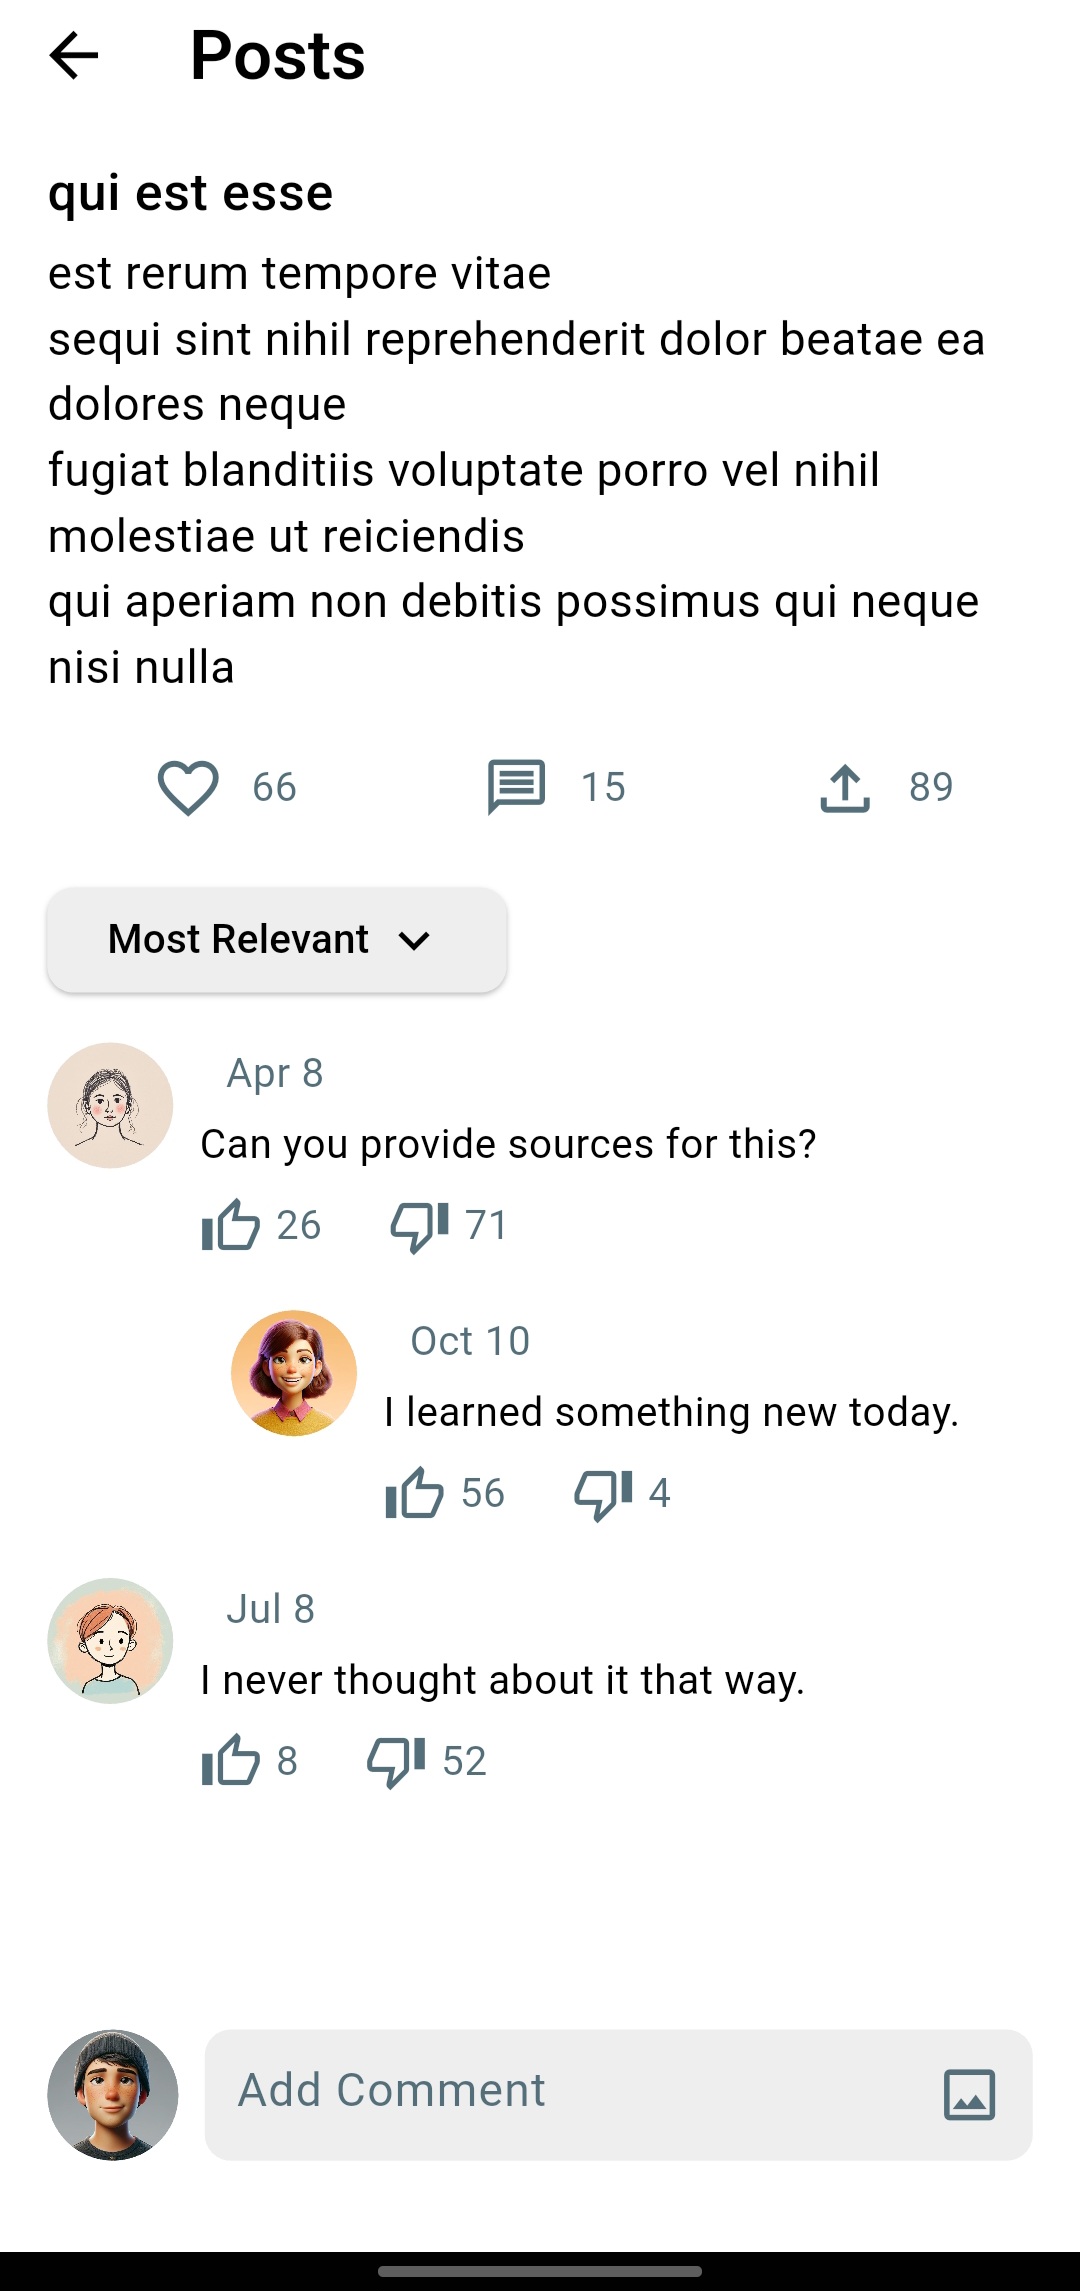 Posts
qui est esse
est rerum tempore vitae
sequi sint nihil reprehenderit dolor beatae ea
dolores neque
fugiat blanditiis voluptate porro vel nihil
molestiae ut reiciendis
qui aperiam non debitis possimus qui neque
nisi nulla
66 15 89
Most Relevant
Apr 8
Can you provide sources for this?
26 71
Oct 10
I learned something new today.
56 4
Jul 8
I never thought about it that way.
8 52
Add Comment